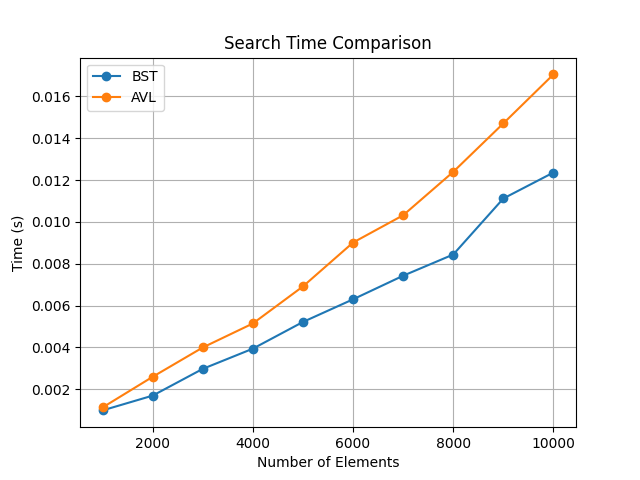 Search Time Comparison
BST
AVL
Time (s)
0.016
0.014
0.012
0.010
0.008
0.006
0.004
0.002
2000 4000 6000 8000 10000
Number of Elements